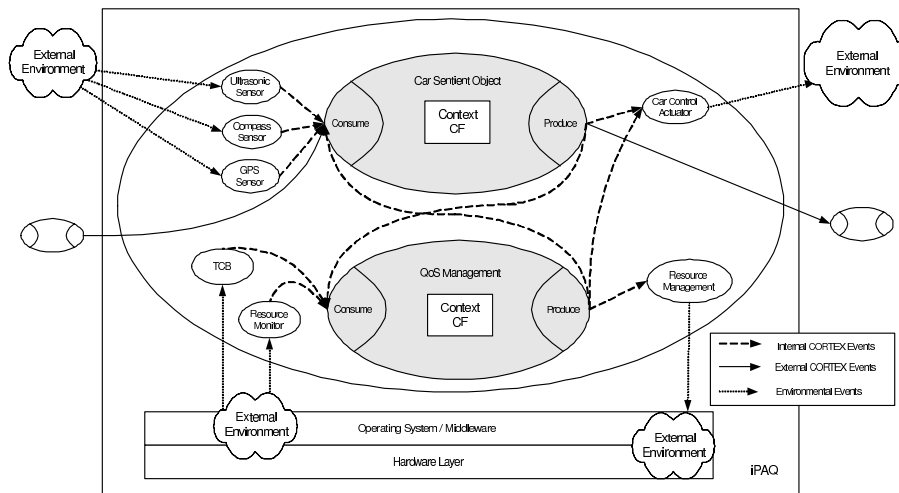 External
Environment
External
Environment
Ultrasonic
Sensor
Car Sentient Object
Car Control
Actuator
Compass
Sensor
Consume
Context
CF
Produce
GPS
Sensor
TCB
QoS Management
Resource
Management
Resource
Monitor
Consume
Context
CF
Produce
Internal CORTEX Events
External CORTEX Events
Environmental Events
External
Environment
Operating System / Middleware
External
Environment
Hardware Layer
iPAQ